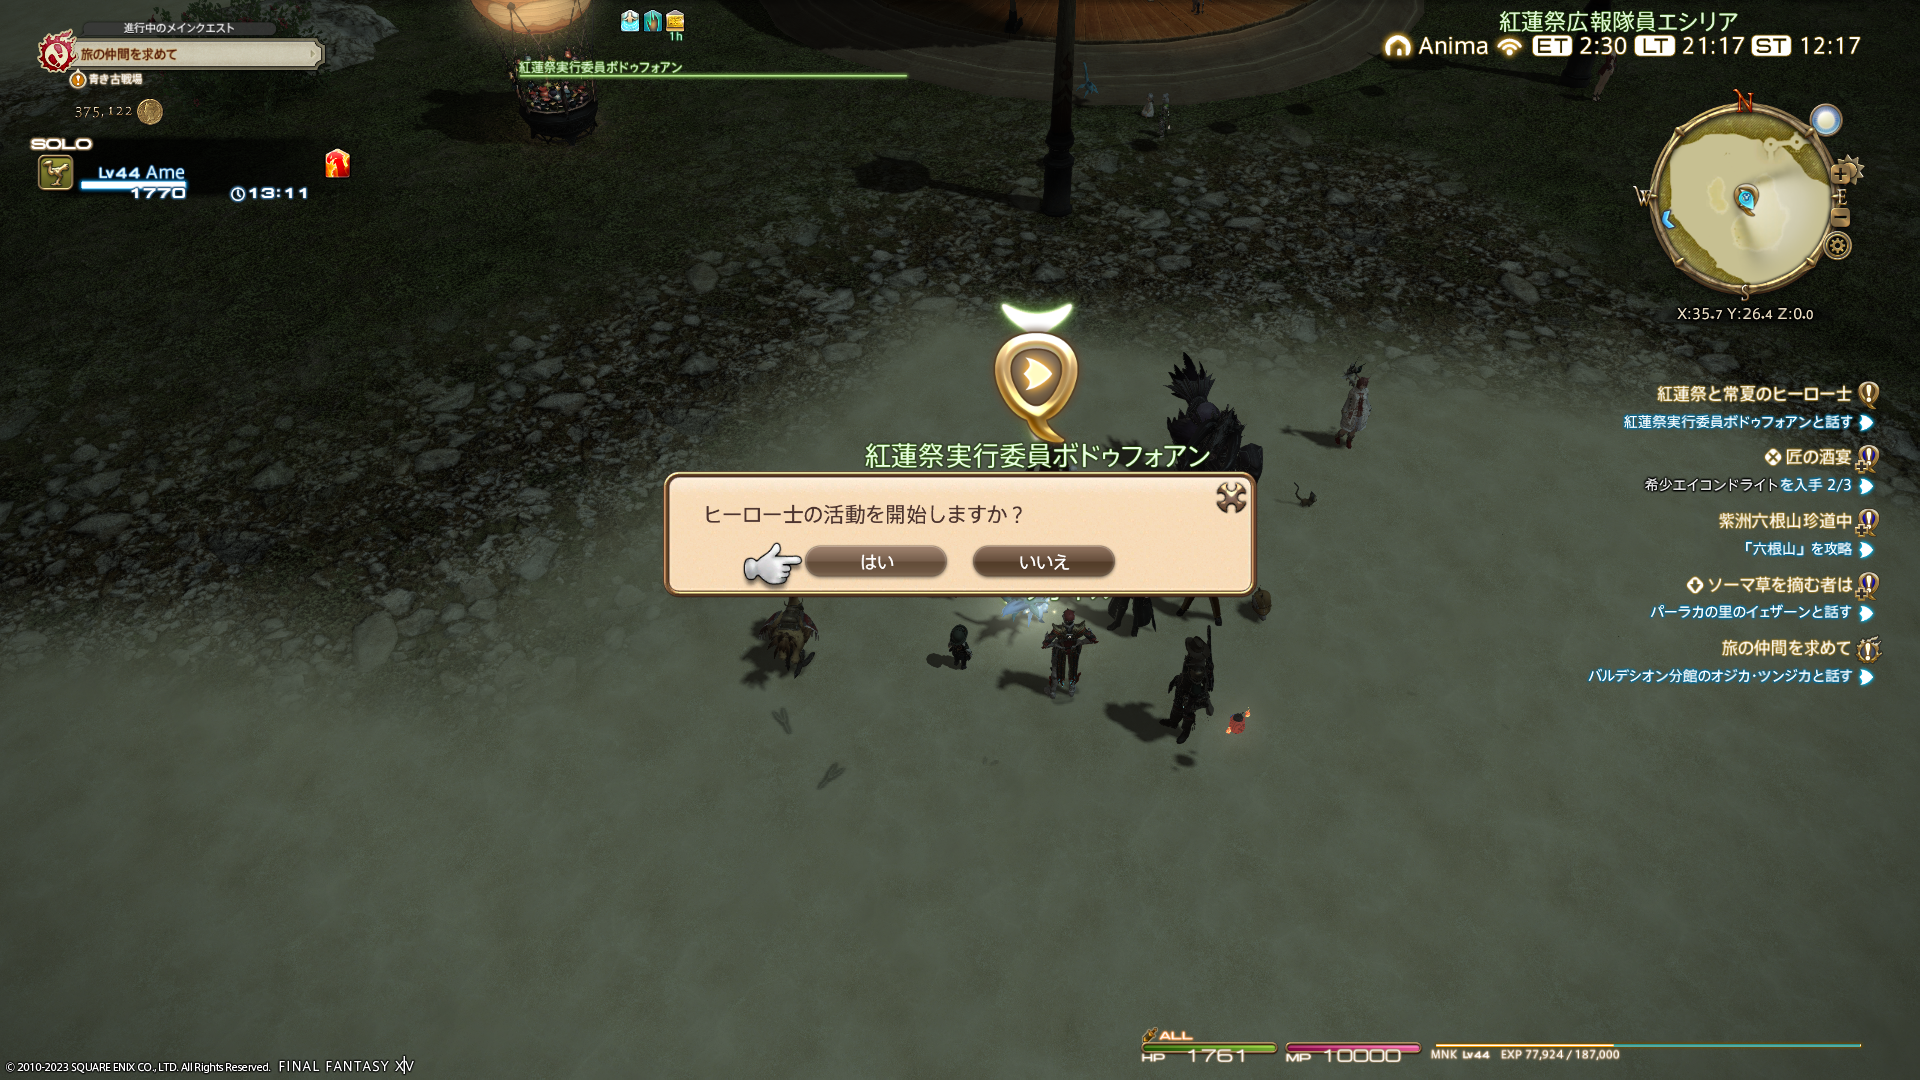 進行中のメインクエスト
旅の仲間を求めて
青き古戦場
375,122
SOLO
Lv44 Ame
1770
13:11
1h
紅蓮祭実行委員ボドゥフォアン
紅蓮祭広報隊員エシリア
Anima ET 2:30 LT 21:17 ST 12:17
N
W
E
S
X:35.7 Y:26.4 Z:0.0
紅蓮祭と常夏のヒーロー士
紅蓮祭実行委員ボドゥフォアンと話す
匠の酒宴
希少エイコンドライトを入手 2/3
紫洲六根山珍道中
「六根山」を攻略
ソーマ草を摘む者は
パーラカの里のイェザーンと話す
旅の仲間を求めて
バルデシオン分館のオジカ・ツンジカと話す
紅蓮祭実行委員ボドゥフォアン
ヒーロー士の活動を開始しますか？
はい
いいえ
ALL
HP 1761
MP 10000
MNK Lv44 EXP 77,924 / 187,000
© 2010-2023 SQUARE ENIX CO., LTD. All Rights Reserved. FINAL FANTASY XIV